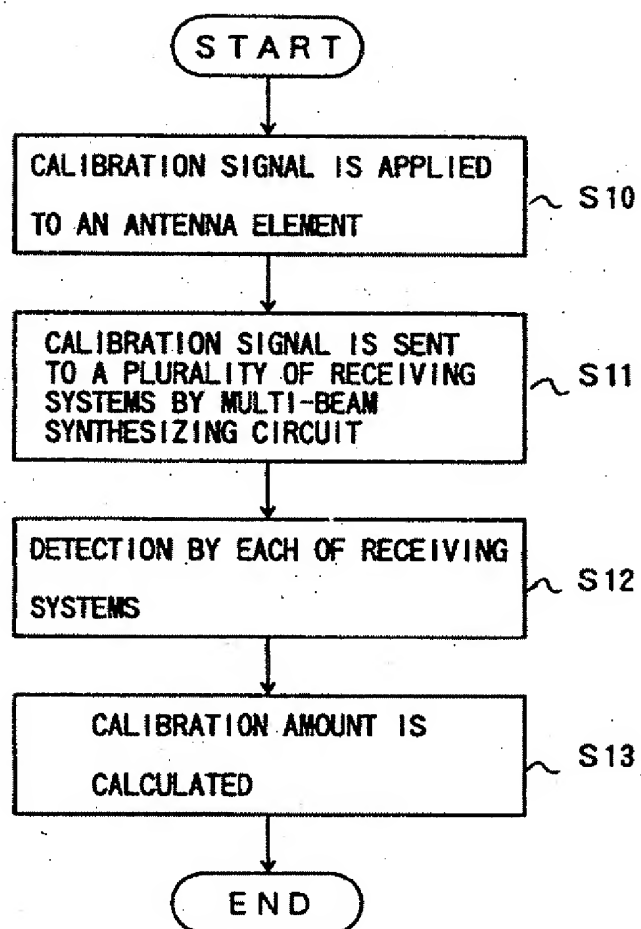 START
CALIBRATION SIGNAL IS APPLIED
TO AN ANTENNA ELEMENT
S10
CALIBRATION SIGNAL IS SENT
TO A PLURALITY OF RECEIVING
SYSTEMS BY MULTI-BEAM
SYNTHESIZING CIRCUIT
S11
DETECTION BY EACH OF RECEIVING
SYSTEMS
S12
CALIBRATION AMOUNT IS
CALCULATED
S13
END